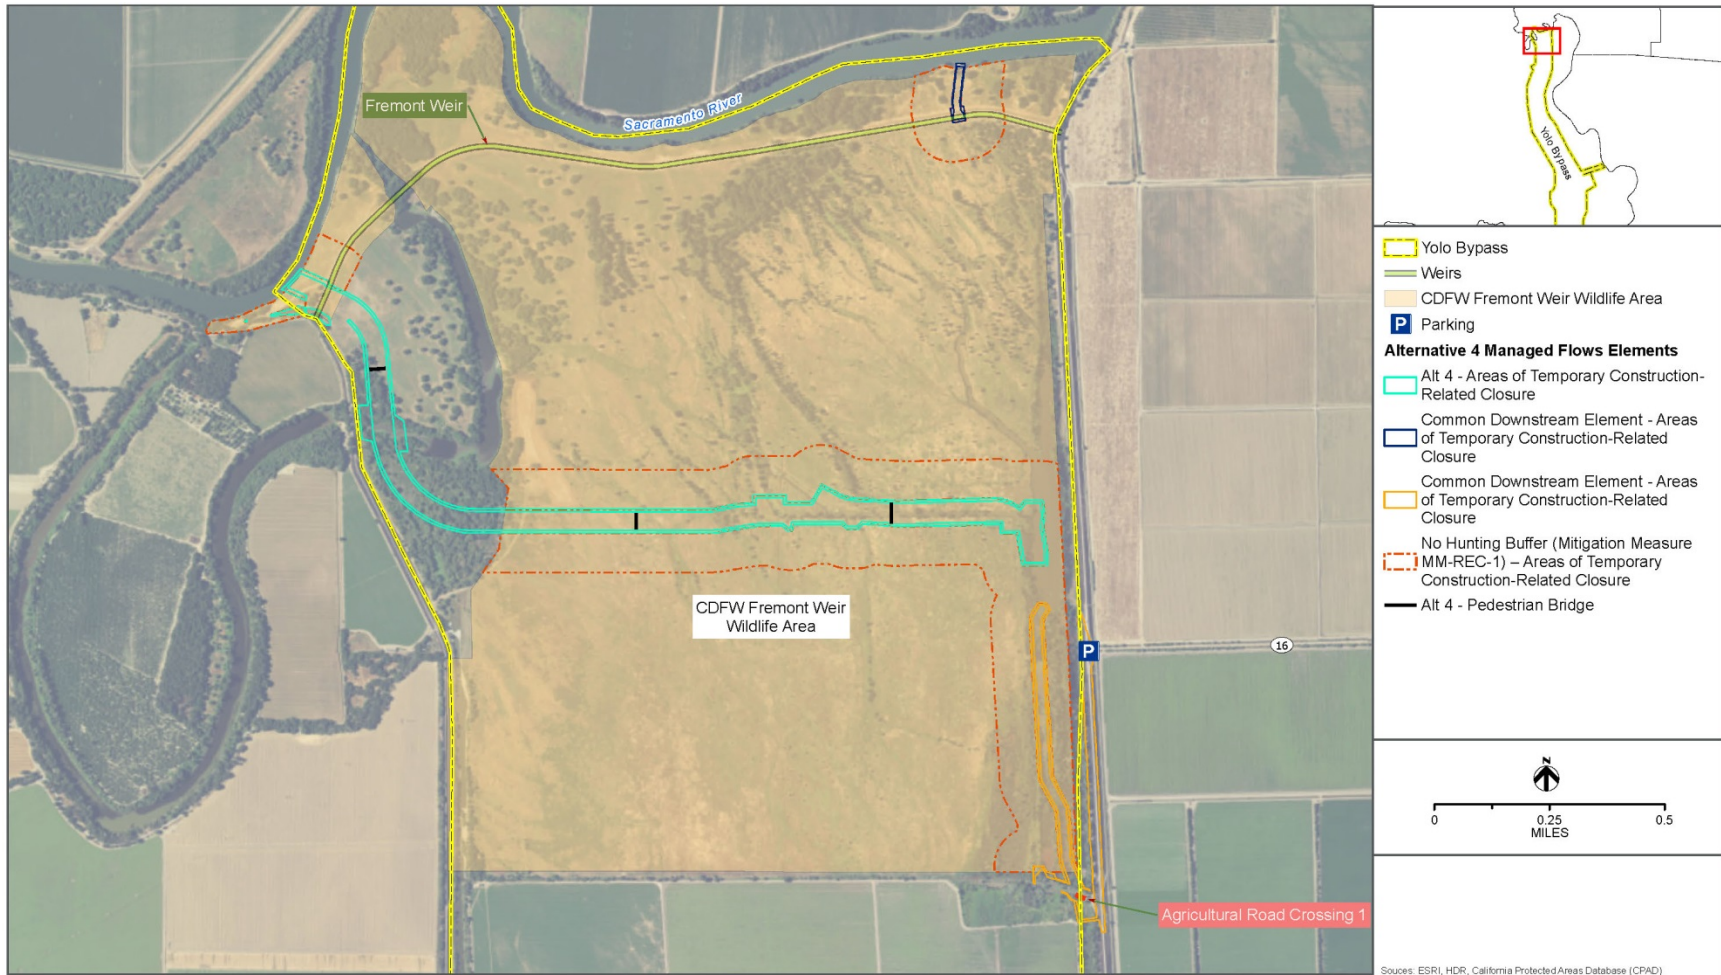 Fremont Weir
Sacramento River
CDFW Fremont Weir
Wildlife Area
P
16
Agricultural Road Crossing 1
Yolo Bypass
Yolo Bypass
Weirs
CDFW Fremont Weir Wildlife Area
P Parking
Alternative 4 Managed Flows Elements
Alt 4 - Areas of Temporary Construction-
Related Closure
Common Downstream Element - Areas
of Temporary Construction-Related
Closure
Common Downstream Element - Areas
of Temporary Construction-Related
Closure
No Hunting Buffer (Mitigation Measure
MM-REC-1) – Areas of Temporary
Construction-Related Closure
Alt 4 - Pedestrian Bridge
N
0 0.25 0.5
MILES
Souces: ESRI, HDR, California Protected Areas Database (CPAD)